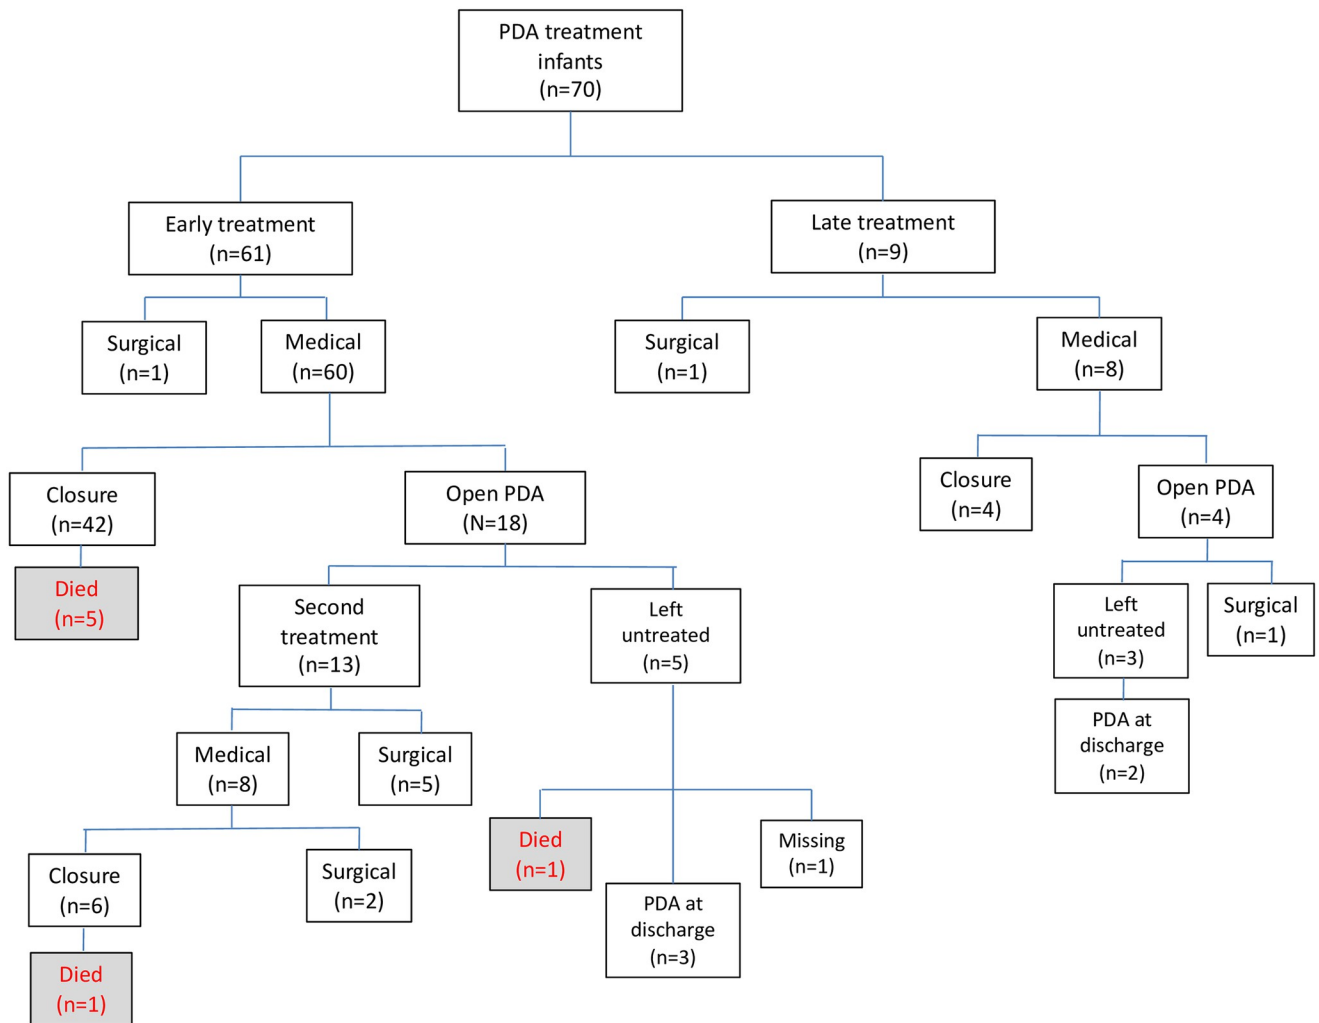 PDA treatment
infants
(n=70)
Early treatment
(n=61)
Late treatment
(n=9)
Surgical
(n=1)
Medical
(n=60)
Surgical
(n=1)
Medical
(n=8)
Closure
(n=42)
Open PDA
(N=18)
Closure
(n=4)
Open PDA
(n=4)
Died
(n=5)
Second
treatment
(n=13)
Left
untreated
(n=5)
Left
untreated
(n=3)
Surgical
(n=1)
Medical
(n=8)
Surgical
(n=5)
PDA at
discharge
(n=2)
Closure
(n=6)
Surgical
(n=2)
Died
(n=1)
Missing
(n=1)
PDA at
discharge
(n=3)
Died
(n=1)